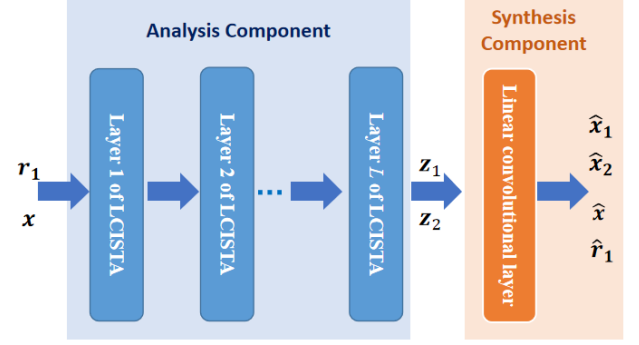 Analysis Component
Synthesis
Component
r₁
x
Layer 1 of LCISTA
Layer 2 of LCISTA
...
Layer L of LCISTA
z₁
z₂
Linear convolutional layer
x̂₁
x̂₂
x̂
r̂₁